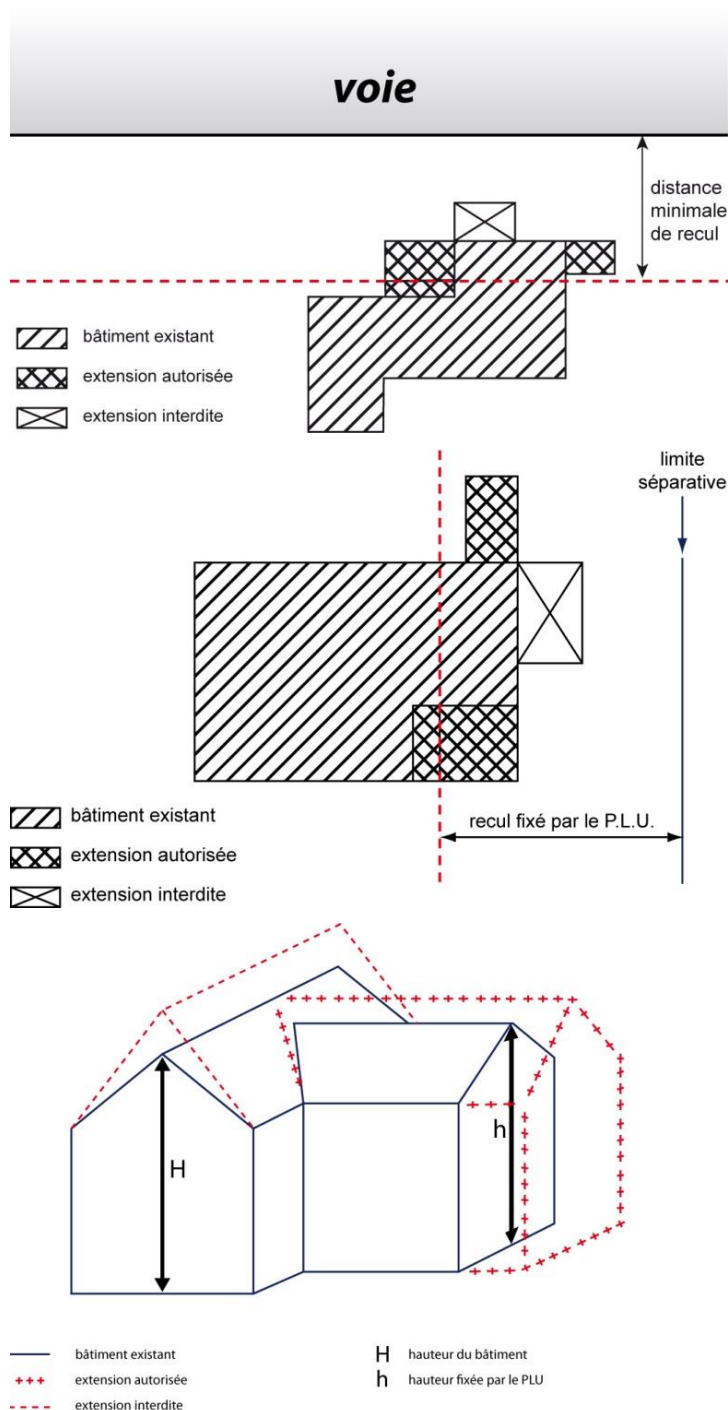 voie
distance
minimale
de recul
bâtiment existant
extension autorisée
extension interdite
limite
séparative
bâtiment existant
recul fixé par le P.L.U.
extension autorisée
extension interdite
H
h
bâtiment existant
H hauteur du bâtiment
extension autorisée
h hauteur fixée par le PLU
extension interdite